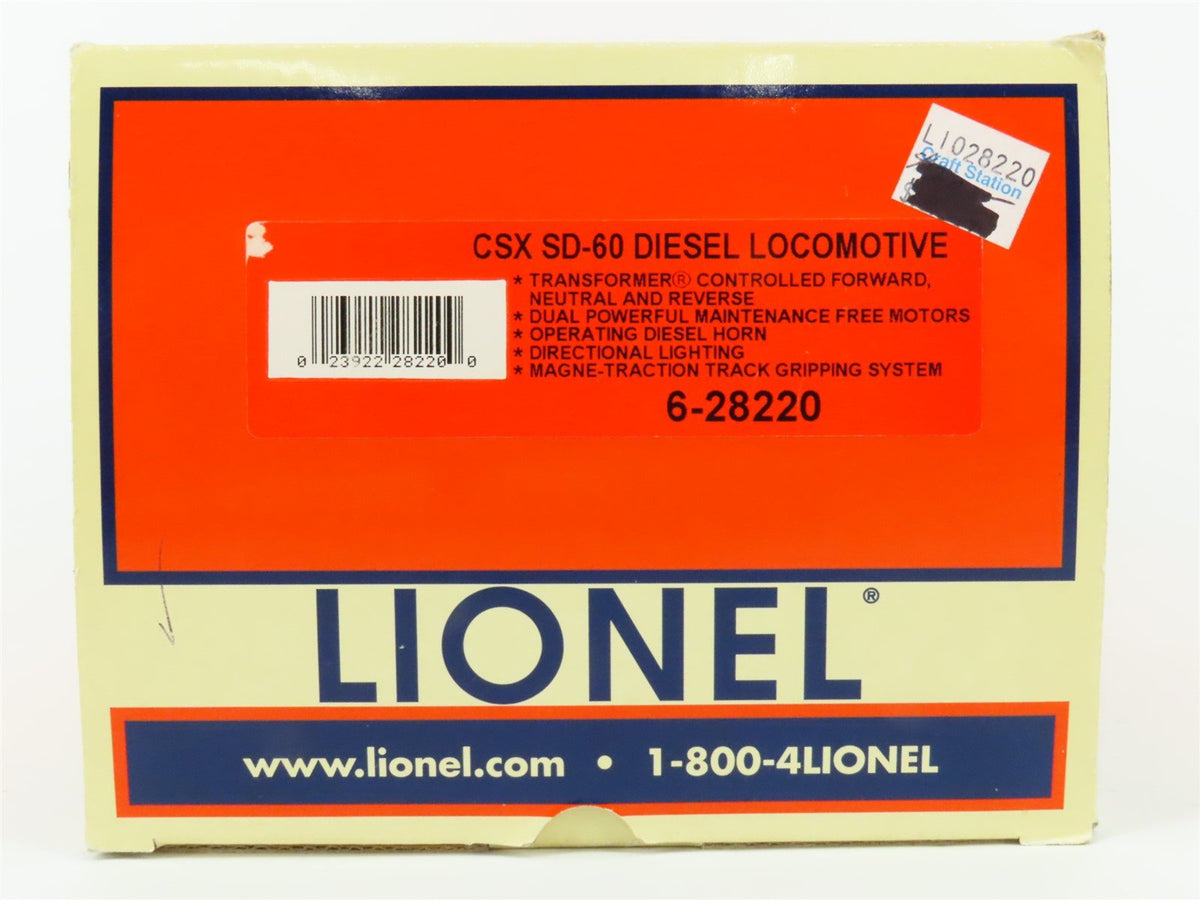 LI028220
Craft Station
$
CSX SD-60 DIESEL LOCOMOTIVE
* TRANSFORMER® CONTROLLED FORWARD,
NEUTRAL AND REVERSE
* DUAL POWERFUL MAINTENANCE FREE MOTORS
* OPERATING DIESEL HORN
* DIRECTIONAL LIGHTING
* MAGNE-TRACTION TRACK GRIPPING SYSTEM
0 23922 28220 0
6-28220
LIONEL®
www.lionel.com • 1-800-4LIONEL